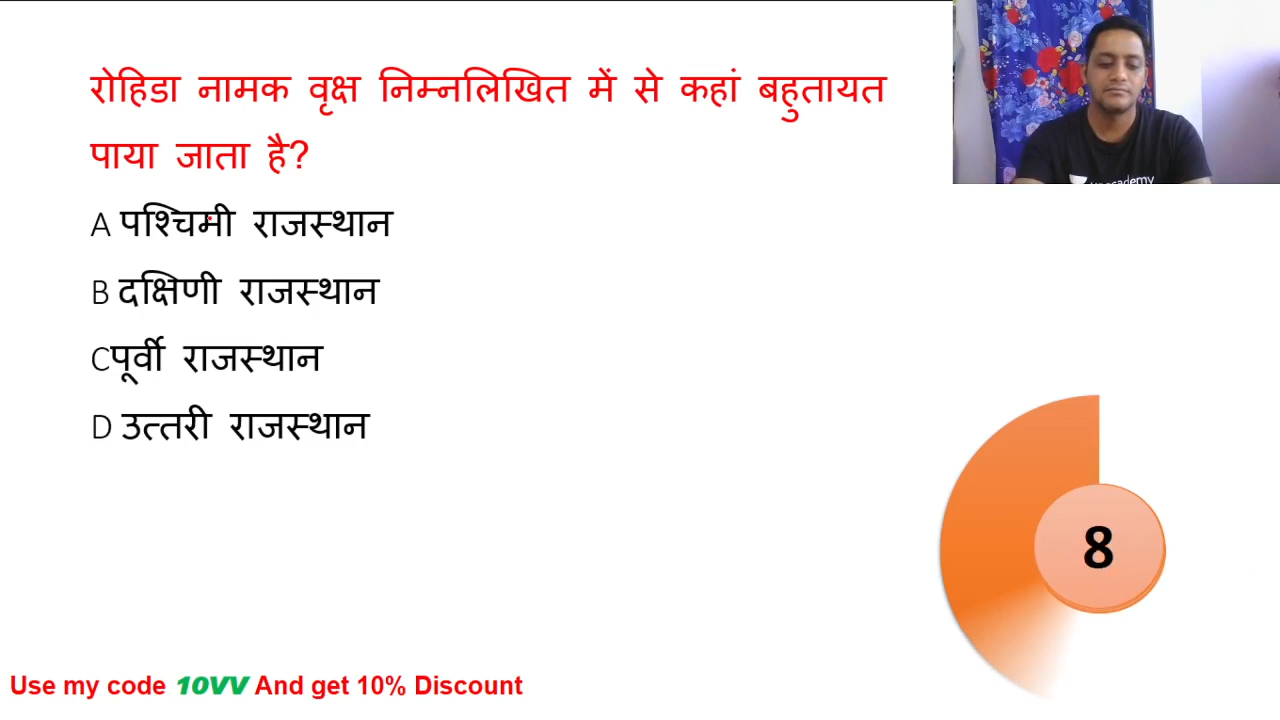 रोहिडा नामक वृक्ष निम्नलिखित में से कहां बहुतायत
पाया जाता है?
A पश्चिमी राजस्थान
B दक्षिणी राजस्थान
Cपूर्वी राजस्थान
D उत्तरी राजस्थान
8
Use my code 10VV And get 10% Discount